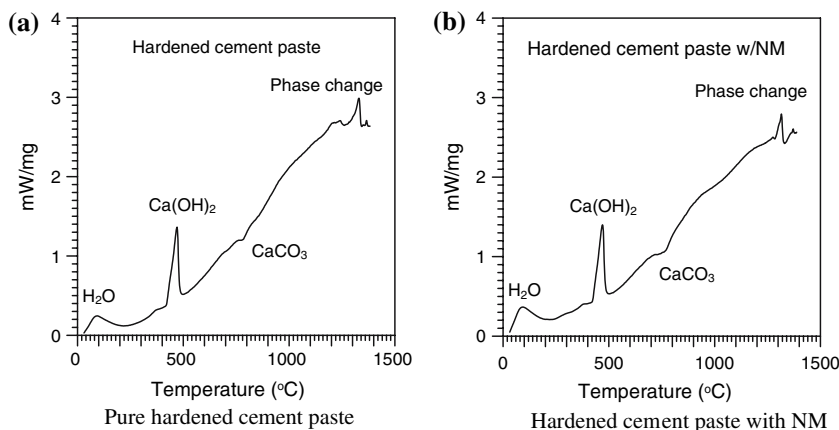 (a)
Hardened cement paste
Phase change
Ca(OH)₂
CaCO₃
H₂O
mW/mg
4
3
2
1
0
0 500 1000 1500
Temperature (°C)
Pure hardened cement paste
(b)
Hardened cement paste w/NM
Phase change
Ca(OH)₂
CaCO₃
H₂O
mW/mg
4
3
2
1
0
0 500 1000 1500
Temperature (°C)
Hardened cement paste with NM